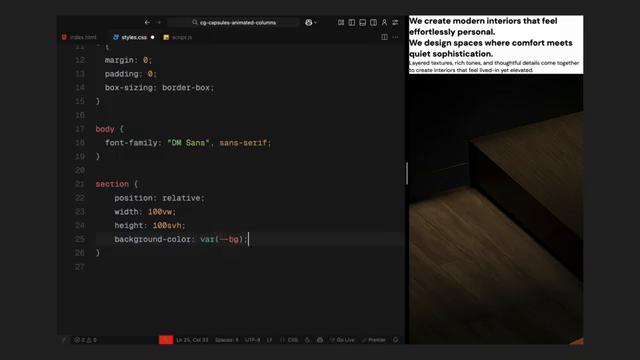 cg-capsules-animated-columns
index.html
styles.css
script.js
11 * {
12 margin: 0;
13 padding: 0;
14 box-sizing: border-box;
15 }
16
17 body {
18 font-family: "DM Sans", sans-serif;
19 }
20
21 section {
22 position: relative;
23 width: 100vw;
24 height: 100svh;
25 background-color: var(--bg);
26 }
27
Ln 25, Col 33 Spaces: 6 UTF-8 LF {} CSS Go Live Premier
We create modern interiors that feel
effortlessly personal.
We design spaces where comfort meets
quiet sophistication.
Layered textures, rich tones, and thoughtful details come together
to create interiors that feel lived-in yet elevated.